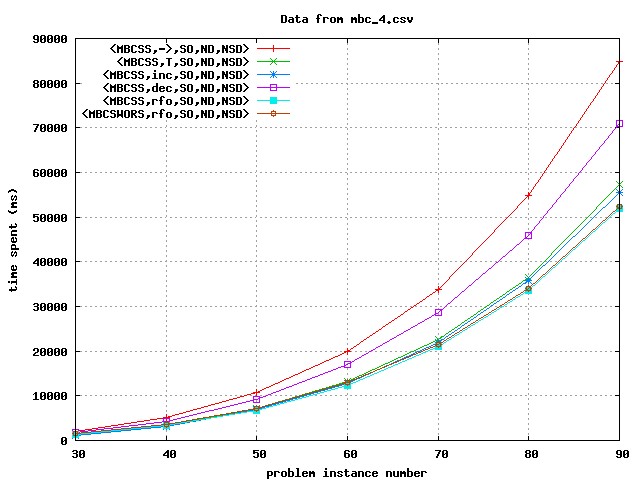 Data from mbc_4.csv
90000
80000
70000
60000
50000
40000
30000
20000
10000
0
<MBCSS,->,SO,ND,NSD>
<MBCSS,T,SO,ND,NSD>
<MBCSS,inc,SO,ND,NSD>
<MBCSS,dec,SO,ND,NSD>
<MBCSS,rfo,SO,ND,NSD>
<MBCSWORS,rfo,SO,ND,NSD>
time spent (ms)
30 40 50 60 70 80 90
problem instance number